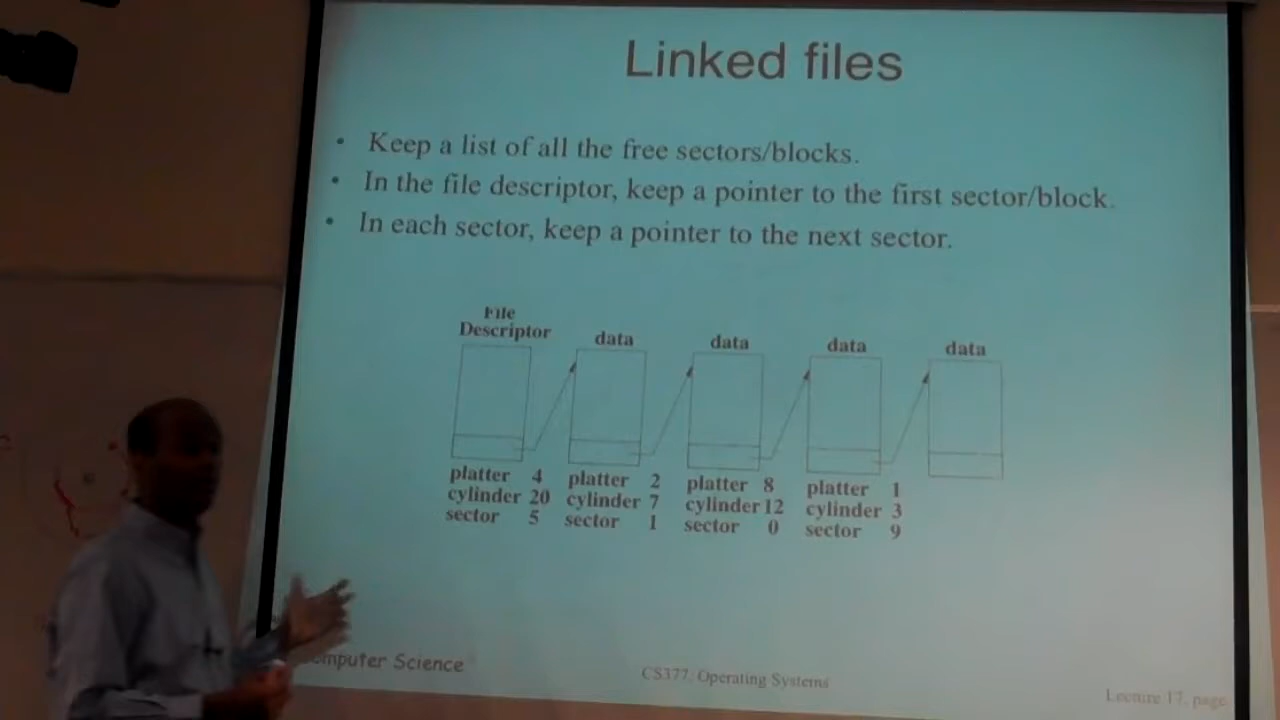 Linked files
• Keep a list of all the free sectors/blocks.
• In the file descriptor, keep a pointer to the first sector/block.
• In each sector, keep a pointer to the next sector.
File
Descriptor
data
data
data
data
platter 4
cylinder 20
sector 5
platter 2
cylinder 7
sector 1
platter 8
cylinder 12
sector 0
platter 1
cylinder 3
sector 9
omputer Science
CS377: Operating Systems
Lecture 17, page